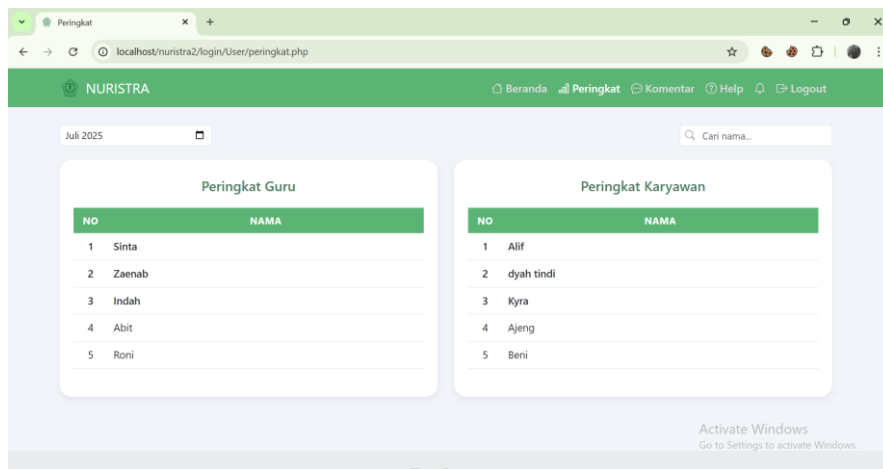 Peringkat
localhost/nuristra2/login/User/peringkat.php
NURISTRA
Beranda Peringkat Komentar Help Logout
Juli 2025
Cari nama...
Peringkat Guru
NO NAMA
1 Sinta
2 Zaenab
3 Indah
4 Abit
5 Roni
Peringkat Karyawan
NO NAMA
1 Alif
2 dyah tindi
3 Kyra
4 Ajeng
5 Beni
Activate Windows
Go to Settings to activate Windows.